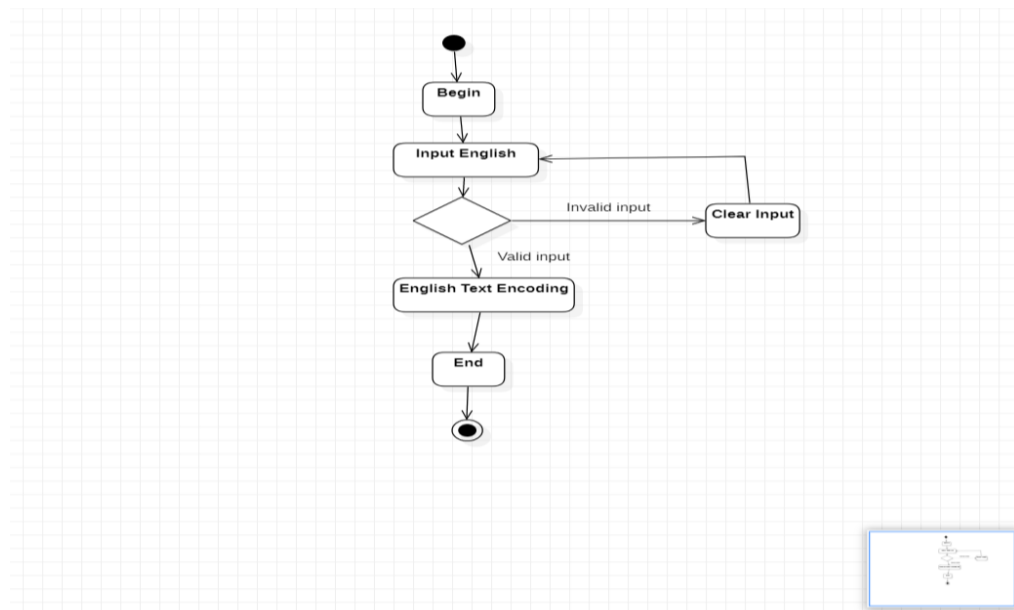 Begin
Input English
Invalid input
Clear Input
Valid input
English Text Encoding
End